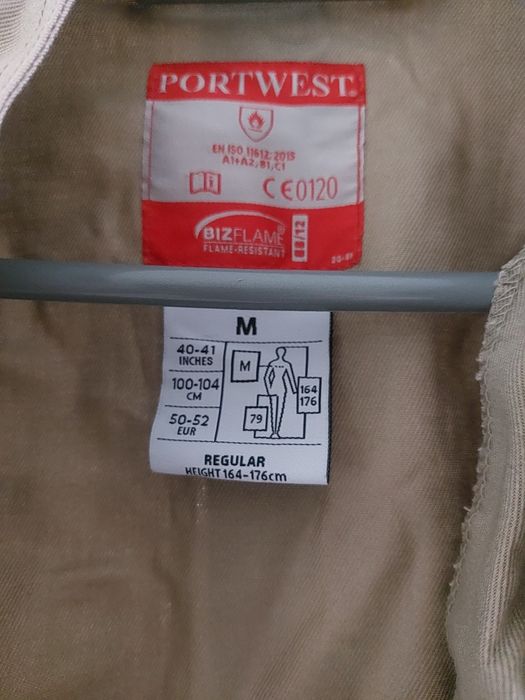 PORTWEST
EN ISO 11612:2015
A1+A2, B1, C1
i
CE0120
BIZFLAME
FLAME-RESISTANT
M
40-41
INCHES
100-104
CM
50-52
EUR
M
164
176
79
REGULAR
HEIGHT 164-176cm